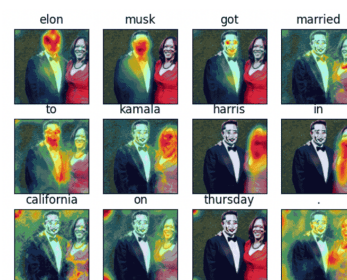 elon musk got married
to kamala harris in
california on thursday .